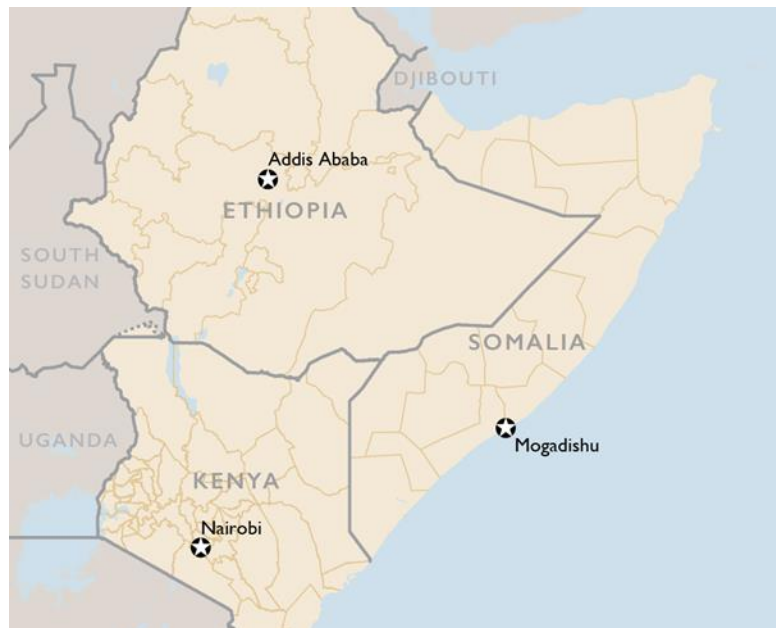 DJIBOUTI
Addis Ababa
ETHIOPIA
SOUTH
SUDAN
SOMALIA
UGANDA
Mogadishu
KENYA
Nairobi